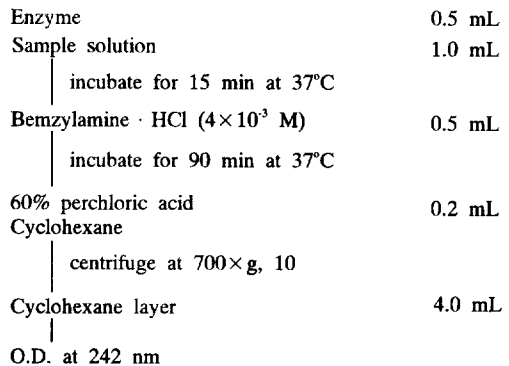 Enzyme 0.5 mL
Sample solution 1.0 mL
incubate for 15 min at 37°C
Bemzylamine · HCl (4×10⁻³ M) 0.5 mL
incubate for 90 min at 37°C
60% perchloric acid 0.2 mL
Cyclohexane
centrifuge at 700×g, 10
Cyclohexane layer 4.0 mL
O.D. at 242 nm